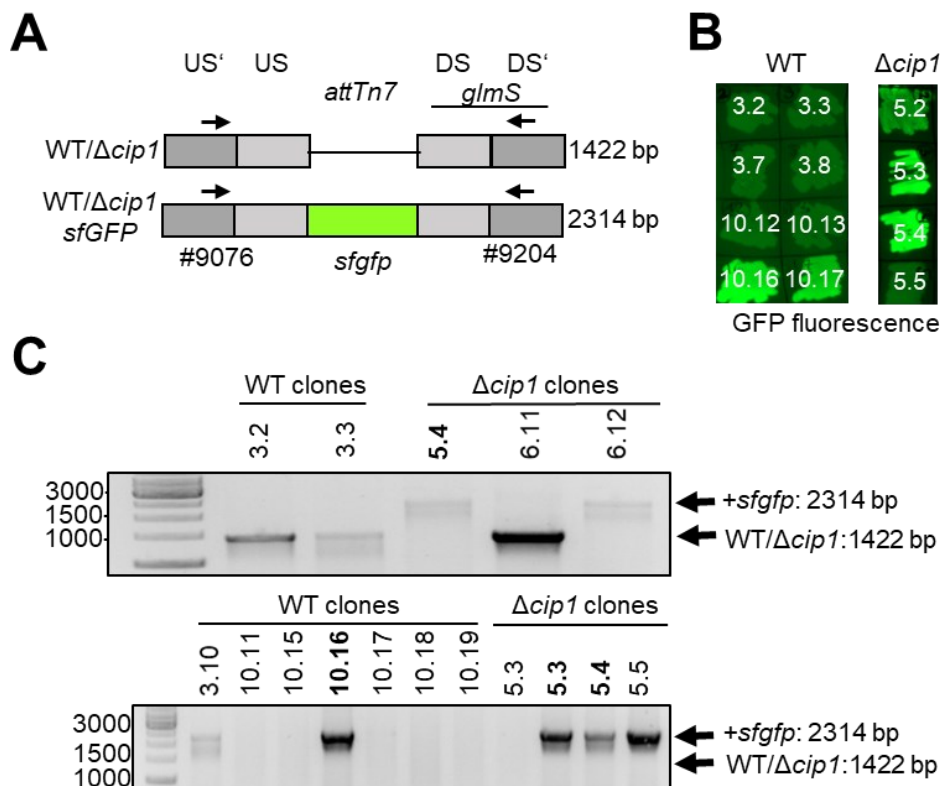 A
US‘ US DS DS‘
attTn7 glmS
WT/Δcip1 1422 bp
WT/Δcip1
sfGFP 2314 bp
#9076 sfgfp #9204
B
WT Δcip1
3.2 3.3 5.2
3.7 3.8 5.3
10.12 10.13 5.4
10.16 10.17 5.5
GFP fluorescence
C
WT clones Δcip1 clones
3.2 3.3 5.4 6.11 6.12
3000
1500
1000
+sfgfp: 2314 bp
WT/Δcip1:1422 bp
WT clones Δcip1 clones
3.10 10.11 10.15 10.16 10.17 10.18 10.19 5.3 5.3 5.4 5.5
3000
1500
1000
+sfgfp: 2314 bp
WT/Δcip1:1422 bp